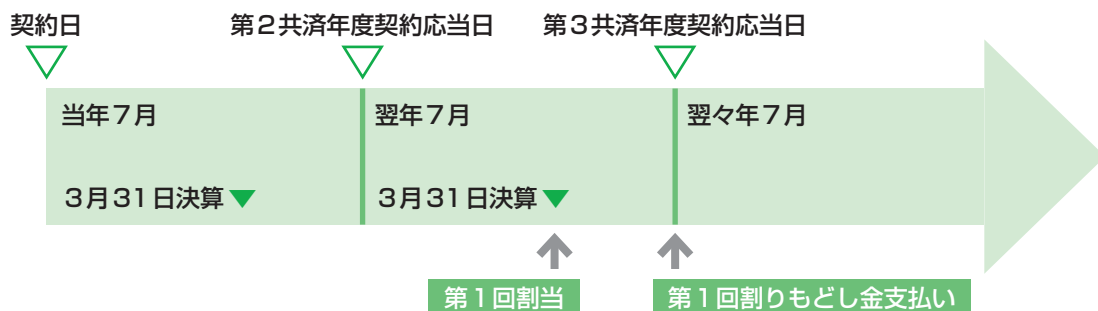 契約日
第2共済年度契約応当日
第3共済年度契約応当日
当年7月
翌年7月
翌々年7月
3月31日決算
3月31日決算
第1回割当
第1回割りもどし金支払い